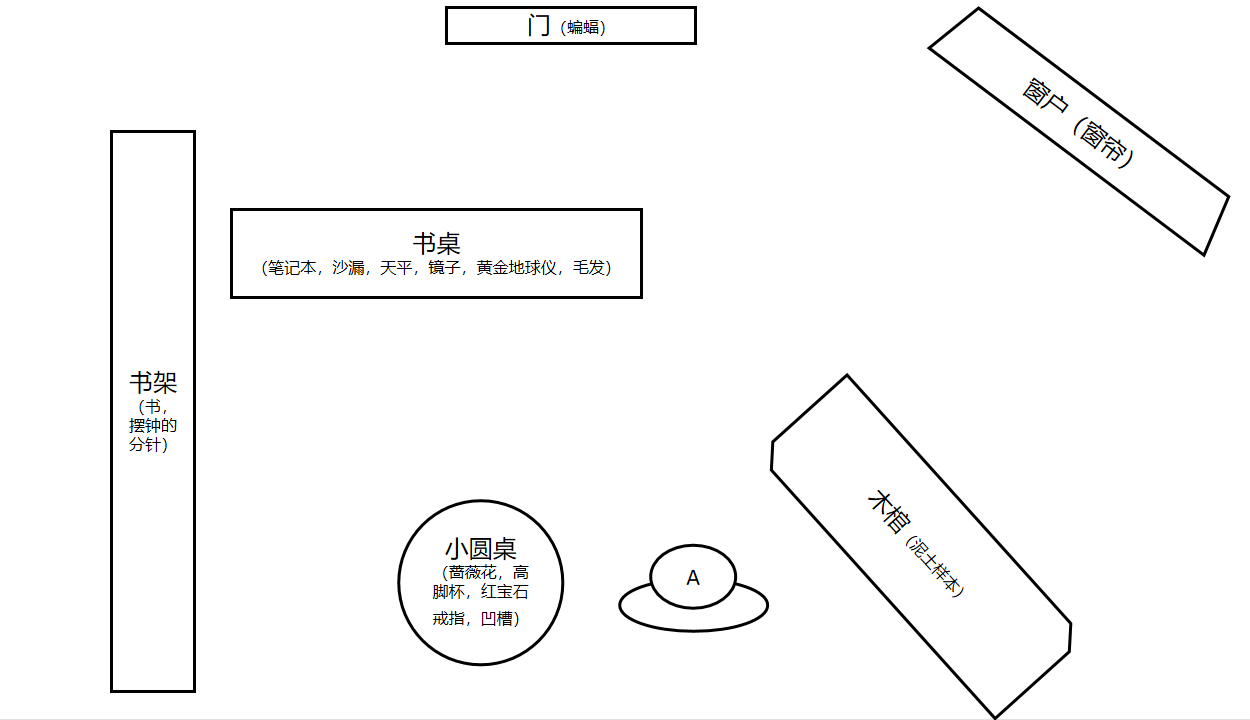 门（蝙蝠）
窗户（窗帘）
书桌
（笔记本，沙漏，天平，镜子，黄金地球仪，毛发）
书架
（书，
摆钟的
分针）
木棺（泥土样本）
小圆桌
（蔷薇花，高
脚杯，红宝石
戒指，凹槽）
A